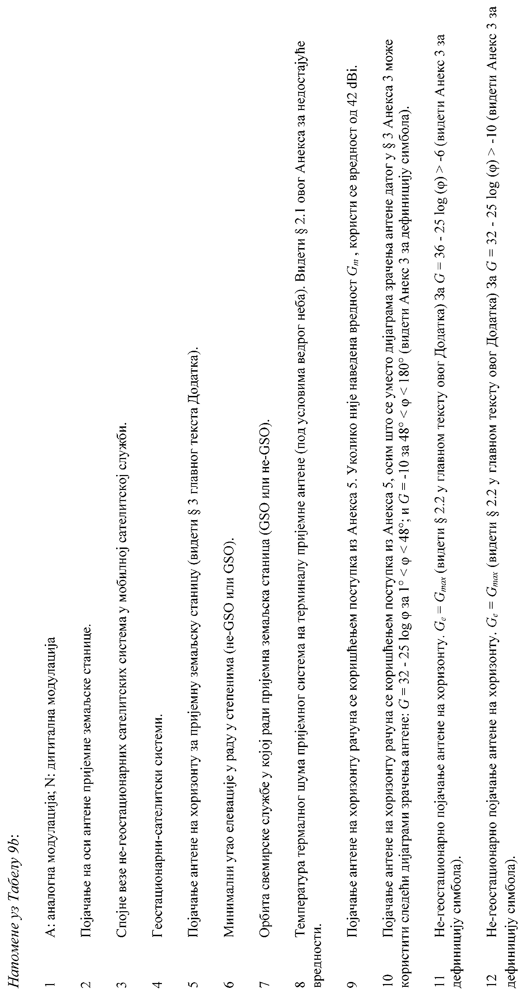 Напомене уз Табелу 9b:
1 А: аналогна модулација; N: дигитална модулација
2 Појачање на оси антене пријемне земаљске станице.
3 Спојне везе не-геостационарних сателитских система у мобилној сателитској служби.
4 Геостационарни-сателитски системи.
5 Појачање антене на хоризонту за пријемну земаљску станицу (видети § 3 главног текста Додатка).
6 Минимални угао елевације у раду у степенима (не-GSO или GSO).
7 Орбита свемирске службе у којој ради пријемна земаљска станица (GSO или не-GSO).
8 Температура термалног шума пријемног система на терминалу пријемне антене (под условима ведрог неба). Видети § 2.1 овог Анекса за недостајуће
вредности.
9 Појачање антене на хоризонту рачуна се коришћењем поступка из Анекса 5. Уколико није наведена вредност Gm , користи се вредност од 42 dBi.
10 Појачање антене на хоризонту рачуна се коришћењем поступка из Анекса 5, осим што се уместо дијаграма зрачења антене датог у § 3 Анекса 3 може
користити следећи дијаграми зрачења антене: G = 32 - 25 log φ за 1° < φ < 48°; и G = -10 за 48° < φ < 180° (видети Анекс 3 за дефиницију симбола).
11 Не-геостационарно појачање антене на хоризонту. Ge = Gmax (видети § 2.2 у главном тексту овог Додатка) За G = 36 - 25 log (φ) > -6 (видети Анекс 3 за
дефиницију симбола).
12 Не-геостационарно појачање антене на хоризонту. Ge = Gmax (видети § 2.2 у главном тексту овог Додатка) За G = 32 - 25 log (φ) > -10 (видети Анекс 3 за
дефиницију симбола).